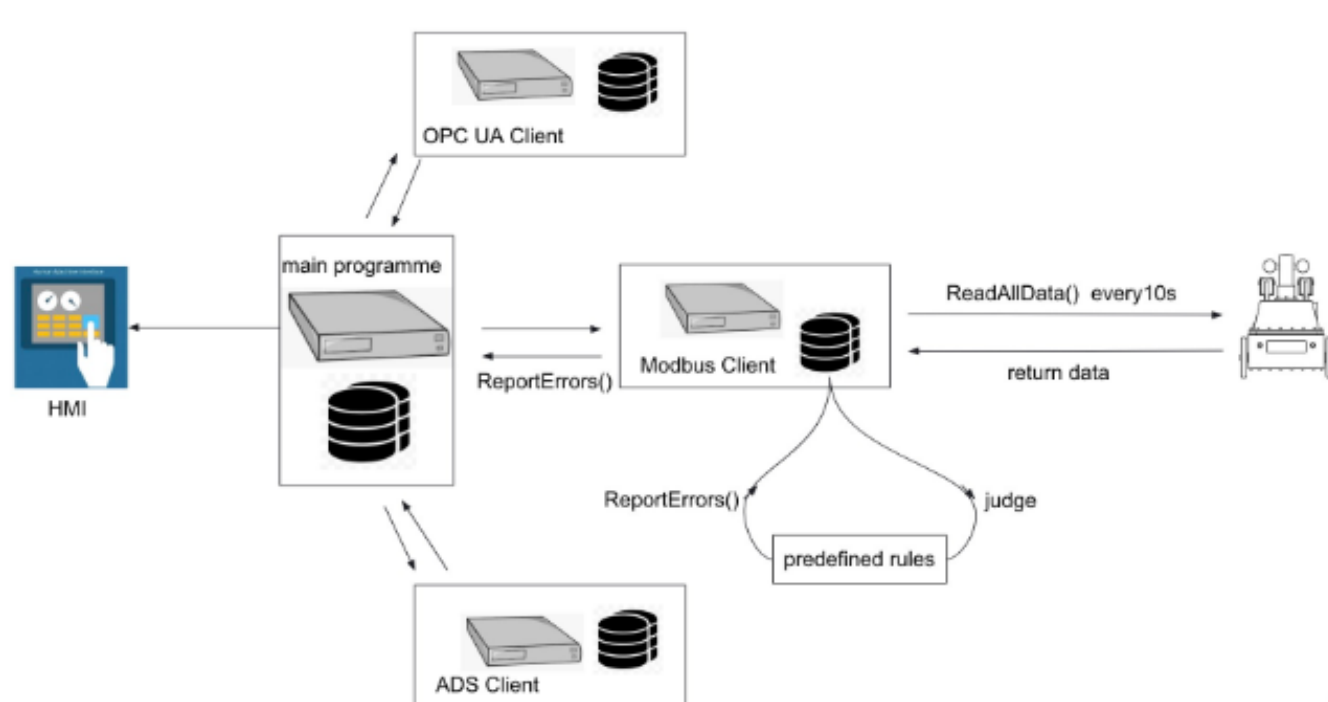 OPC UA Client
main programme
ReadAllData() every10s
Modbus Client
return data
ReportErrors()
HMI
ReportErrors()
judge
predefined rules
ADS Client